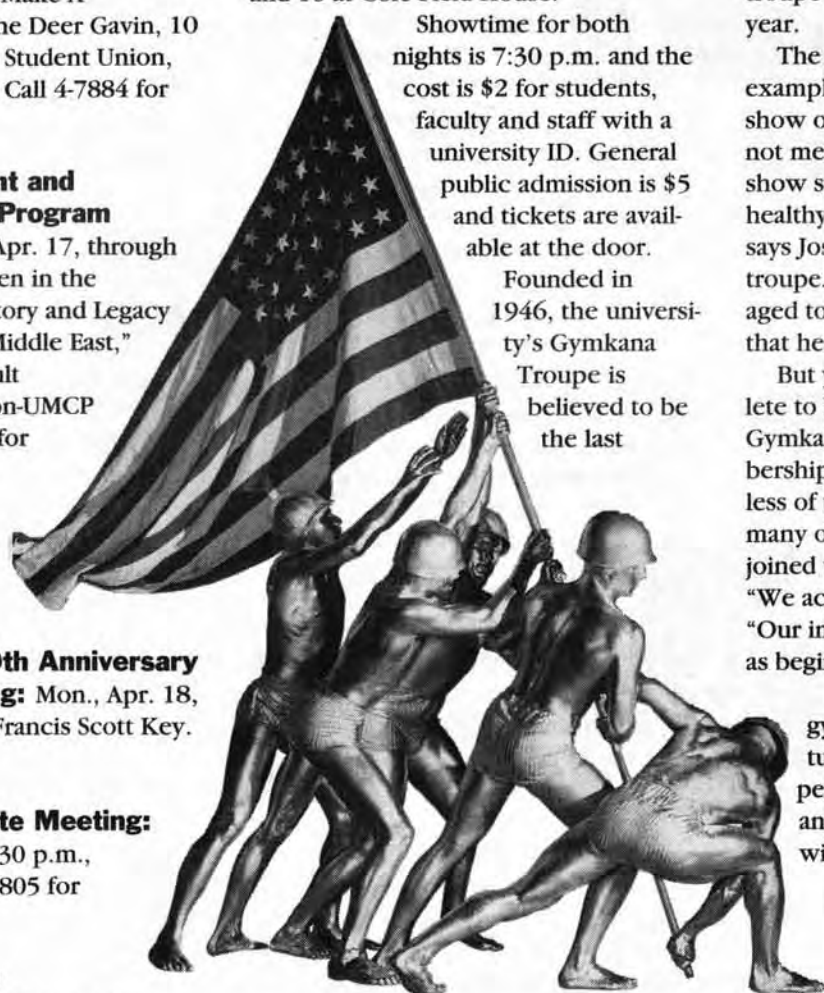 Make A
he Deer Gavin, 10
Student Union,
Call 4-7884 for
nt and
Program
Apr. 17, through
en in the
tory and Legacy
Middle East,"
ult
on-UMCP
for
0th Anniversary
g: Mon., Apr. 18,
Francis Scott Key.
te Meeting:
30 p.m.,
805 for
Showtime for both
nights is 7:30 p.m. and the
cost is $2 for students,
faculty and staff with a
university ID. General
public admission is $5
and tickets are avail-
able at the door.
Founded in
1946, the universi-
ty's Gymkana
Troupe is
believed to be
the last
year.
The
exampl
show o
not me
show s
healthy
says Jos
troupe.
aged to
that he
But y
lete to
Gymka
bership
less of
many o
joined
"We ac
"Our in
as begin
gy
tu
pe
an
wi